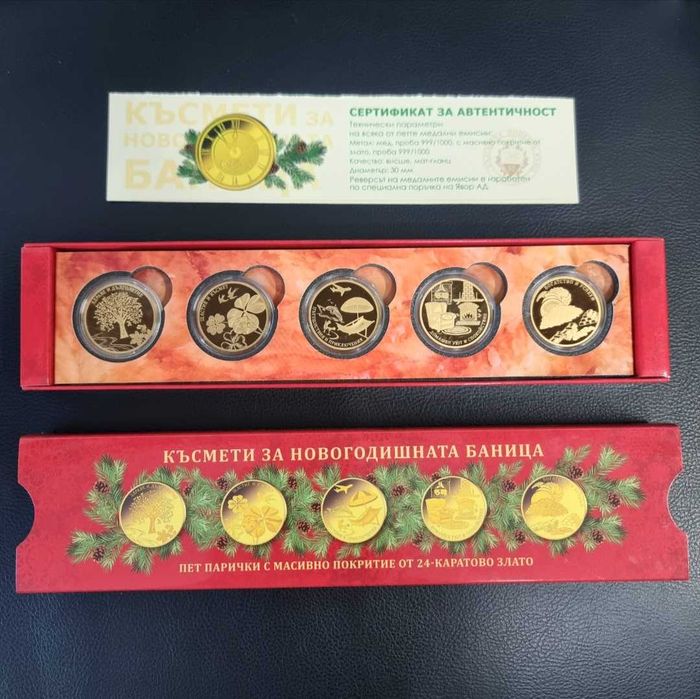 КЪСМЕТИ ЗА
НОВОГОДИШНАТА
БАНИЦА
СЕРТИФИКАТ ЗА АВТЕНТИЧНОСТ
Технически параметри
на всяка от петте медални емисии:
Метал: мед, проба 999/1000, с масивно покритие от
злато, проба 999/1000
Качество: висше, мат-гланц
Диаметър: 30 мм
Реверсът на медалните емисии е изработен
по специална поръчка на Явор АД.
КЪСМЕТИ ЗА НОВОГОДИШНАТА БАНИЦА
ПЕТ ПАРИЧКИ С МАСИВНО ПОКРИТИЕ ОТ 24-КАРАТОВО ЗЛАТО